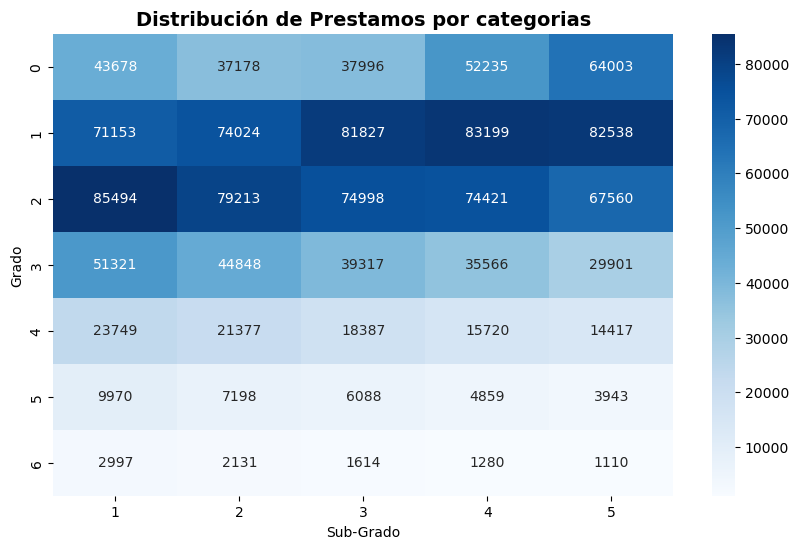 Distribución de Prestamos por categorias
0 43678 37178 37996 52235 64003
1 71153 74024 81827 83199 82538
2 85494 79213 74998 74421 67560
3 51321 44848 39317 35566 29901
4 23749 21377 18387 15720 14417
5 9970 7198 6088 4859 3943
6 2997 2131 1614 1280 1110
1 2 3 4 5
Grado
Sub-Grado
80000
70000
60000
50000
40000
30000
20000
10000